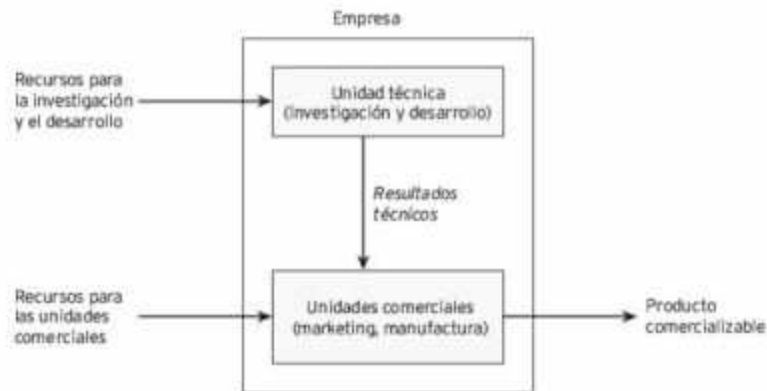 Empresa
Recursos para
la investigación
y el desarrollo
Unidad técnica
(investigación y desarrollo)
Resultados
técnicos
Recursos para
las unidades
comerciales
Unidades comerciales
(marketing, manufactura)
Producto
comercializable